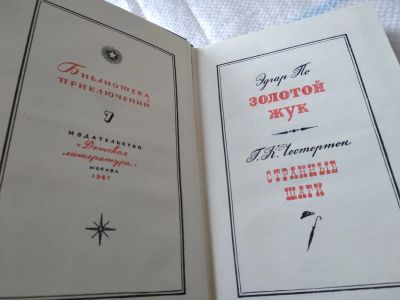 Библиотека
приключений
7
издательство
«Детская
литература»
москва
1967
Эдгар По
ЗОЛОТОЙ
ЖУК
Г. К. Честертон
СТРАННЫЕ
ШАГИ